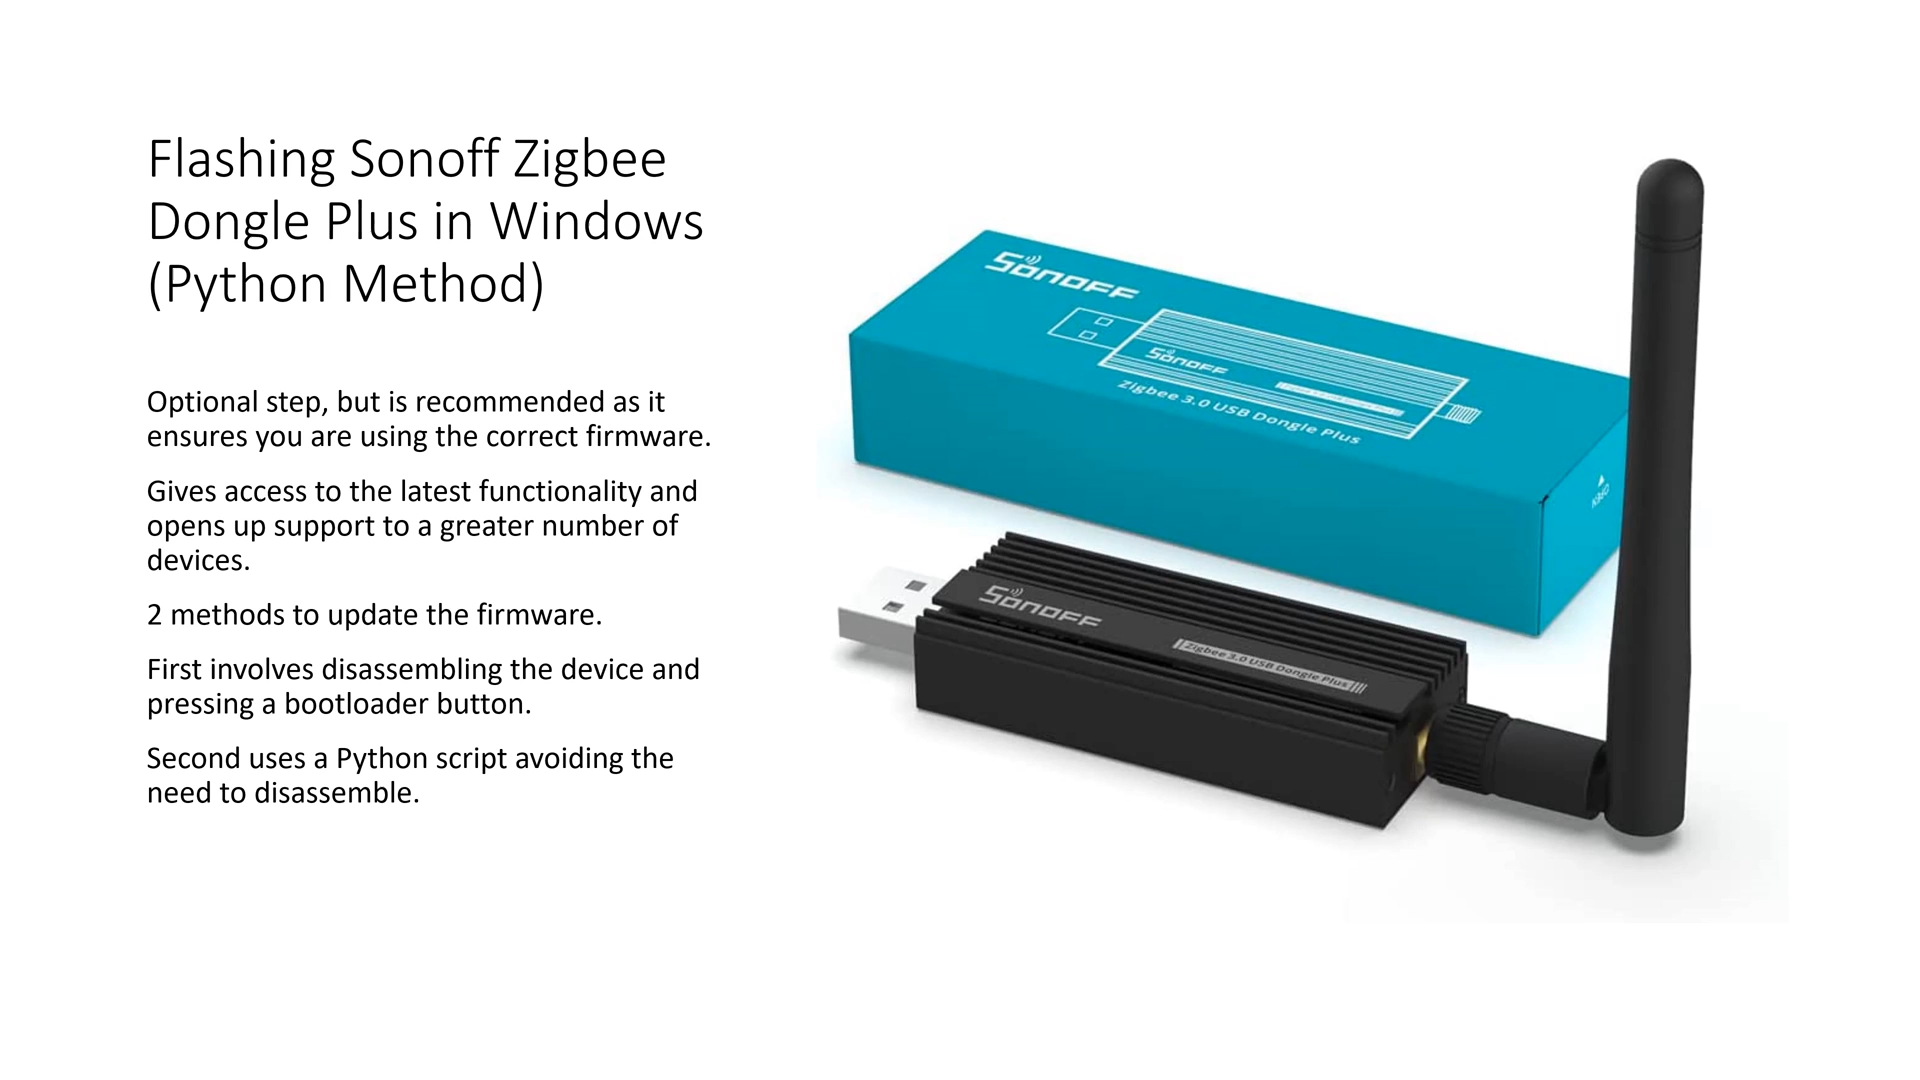 Flashing Sonoff Zigbee
Dongle Plus in Windows
(Python Method)
Optional step, but is recommended as it
ensures you are using the correct firmware.
Gives access to the latest functionality and
opens up support to a greater number of
devices.
2 methods to update the firmware.
First involves disassembling the device and
pressing a bootloader button.
Second uses a Python script avoiding the
need to disassemble.
SONOFF
SONOFF
Zigbee 3.0 USB Dongle Plus
SONOFF
Zigbee 3.0 USB Dongle Plus